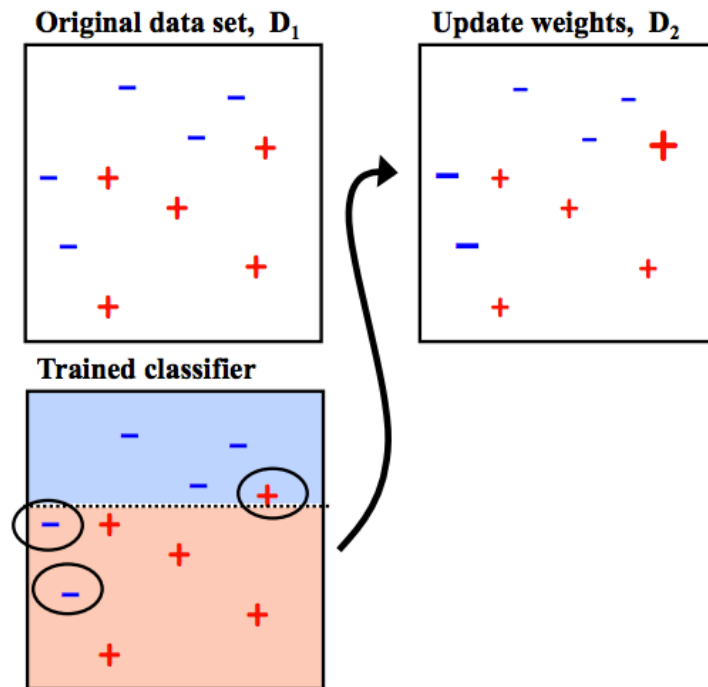 Original data set, D₁
Update weights, D₂
Trained classifier